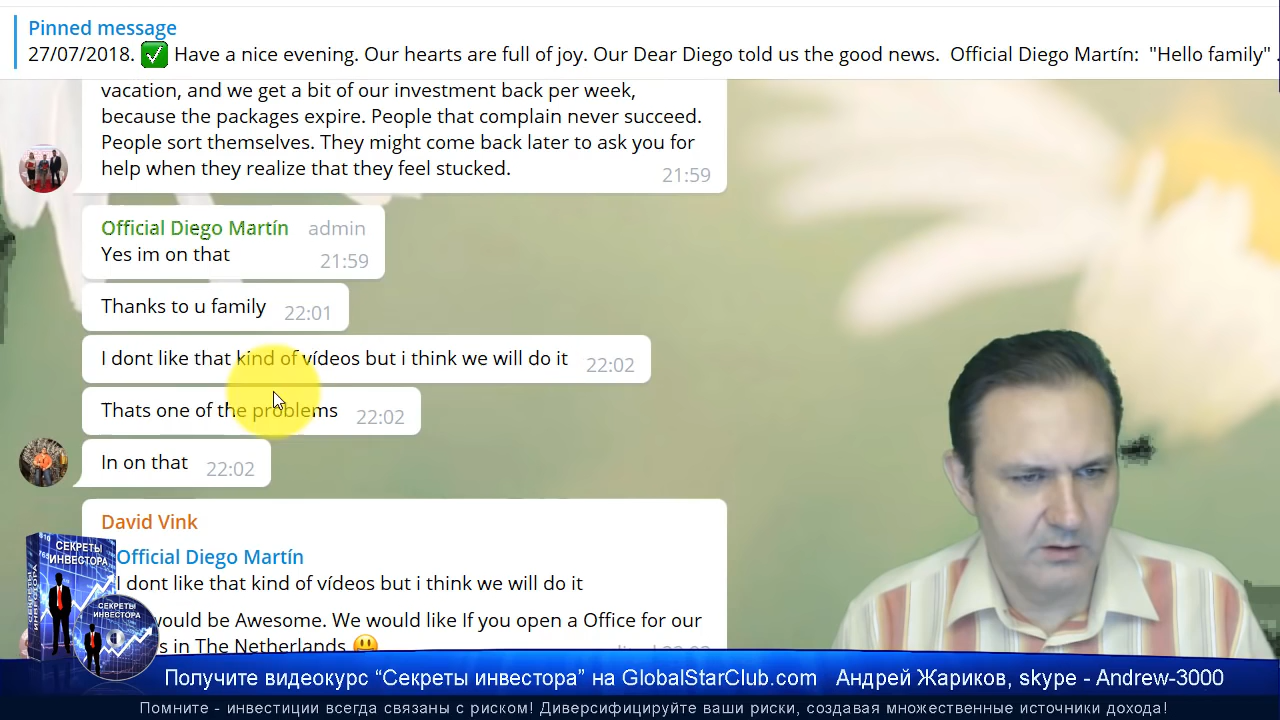 Pinned message
27/07/2018. ✅ Have a nice evening. Our hearts are full of joy. Our Dear Diego told us the good news. Official Diego Martín: "Hello family"
vacation, and we get a bit of our investment back per week,
because the packages expire. People that complain never succeed.
People sort themselves. They might come back later to ask you for
help when they realize that they feel stucked. 21:59
Official Diego Martín admin
Yes im on that 21:59
Thanks to u family 22:01
I dont like that kind of vídeos but i think we will do it 22:02
Thats one of the problems 22:02
In on that 22:02
David Vink
Official Diego Martín
I dont like that kind of vídeos but i think we will do it
would be Awesome. We would like If you open a Office for our
in The Netherlands 😃
СЕКРЕТЫ
ИНВЕСТОРА
СЕКРЕТЫ ИНВЕСТОРА
СЕКРЕТЫ
ИНВЕСТОРА
Получите видеокурс “Секреты инвестора” на GlobalStarClub.com Андрей Жариков, skype - Andrew-3000
Помните - инвестиции всегда связаны с риском! Диверсифицируйте ваши риски, создавая множественные источники дохода!